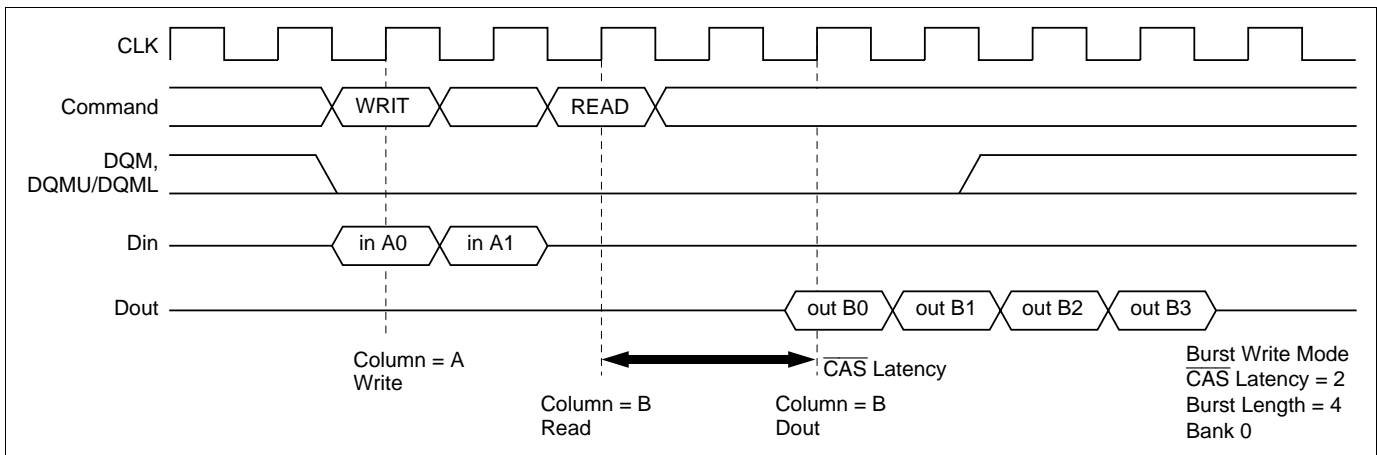 CLK
Command WRIT READ
DQM,
DQMU/DQML
Din in A0 in A1
Dout out B0 out B1 out B2 out B3
Column = A
Write
CAS Latency
Column = B
Read
Column = B
Dout
Burst Write Mode
CAS Latency = 2
Burst Length = 4
Bank 0